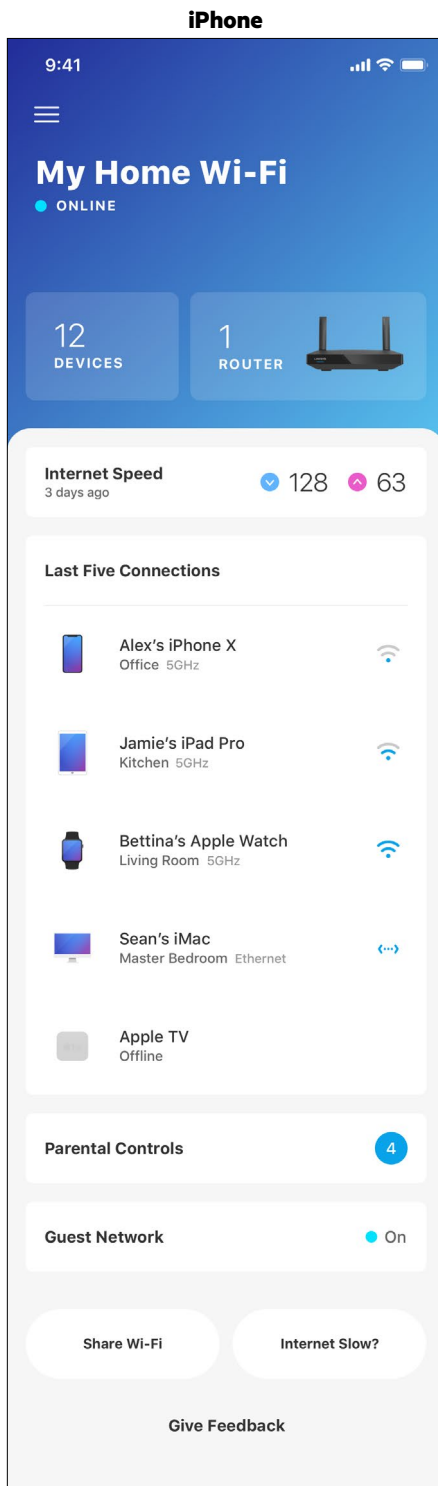 iPhone
9:41
My Home Wi-Fi
ONLINE
12
DEVICES
1
ROUTER
Internet Speed
3 days ago
128
63
Last Five Connections
Alex’s iPhone X
Office 5GHz
Jamie’s iPad Pro
Kitchen 5GHz
Bettina’s Apple Watch
Living Room 5GHz
Sean’s iMac
Master Bedroom Ethernet
Apple TV
Offline
Parental Controls
4
Guest Network
On
Share Wi-Fi
Internet Slow?
Give Feedback